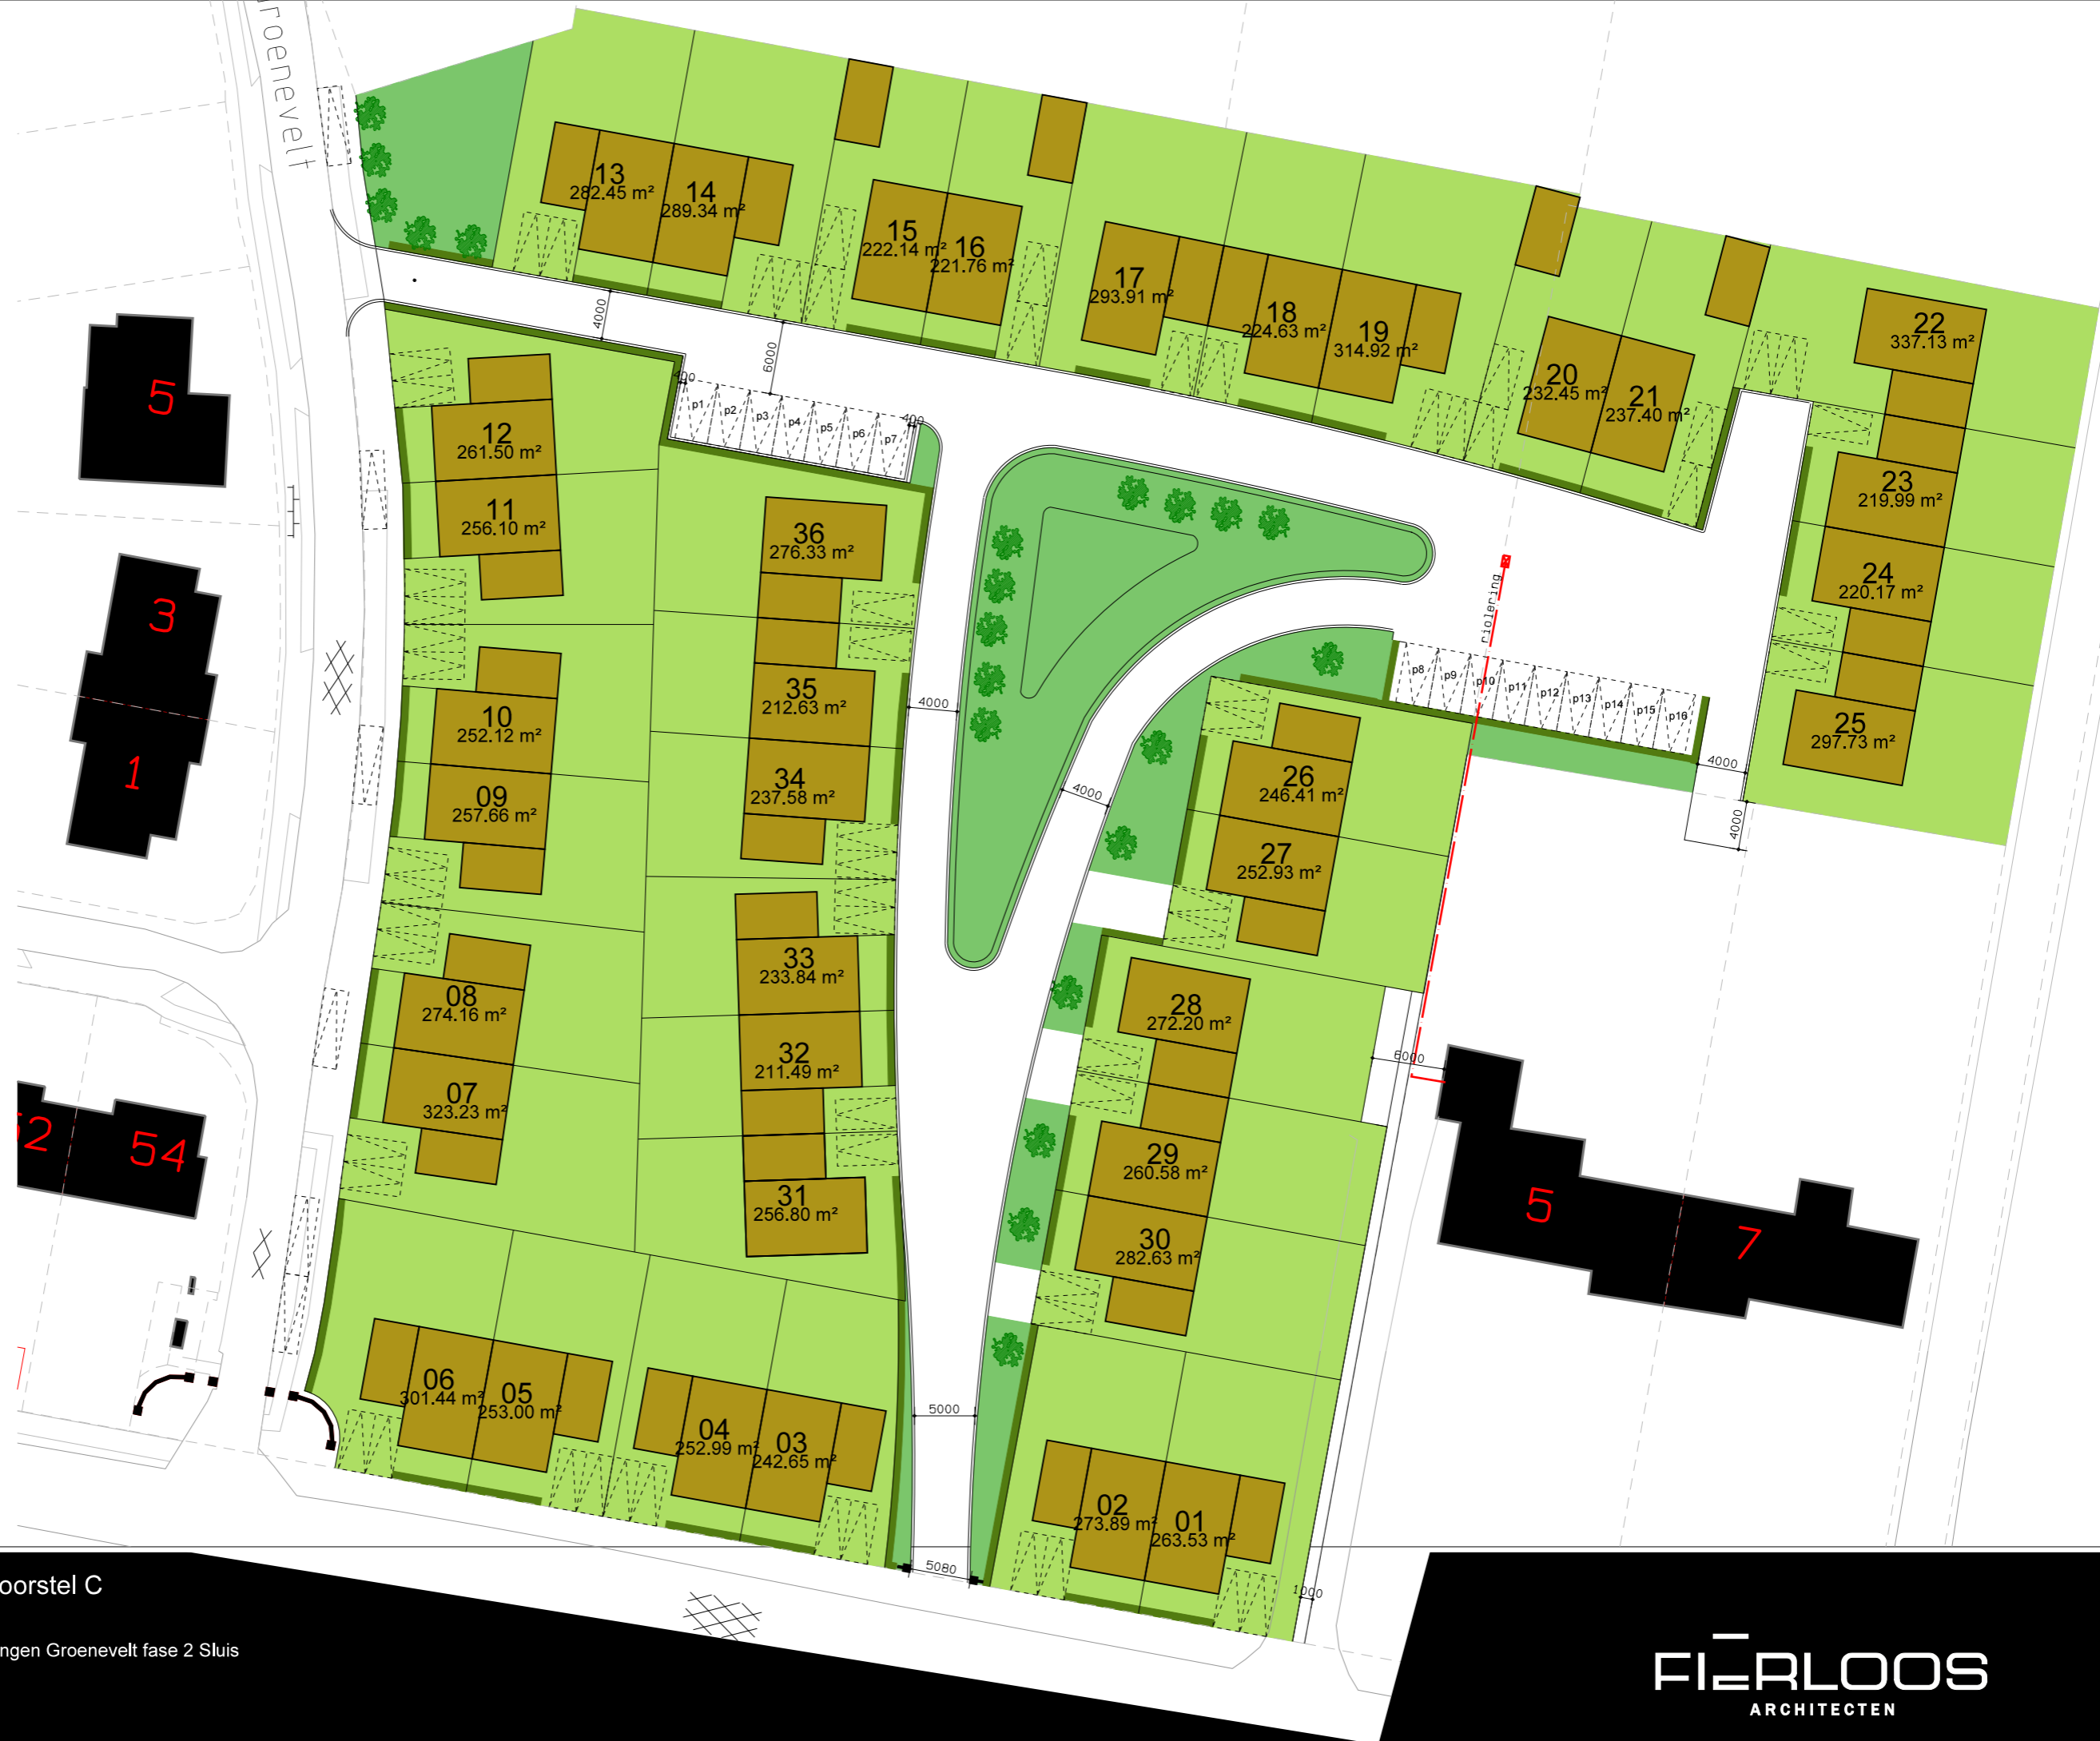 roenevelt
13
282.45 m²
14
289.34 m²
15
222.14 m²
16
221.76 m²
17
293.91 m²
18
224.63 m²
19
314.92 m²
20
232.45 m²
21
237.40 m²
22
337.13 m²
23
219.99 m²
24
220.17 m²
25
297.73 m²
4000
6000
400
p1
p2
p3
p4
p5
p6
p7
400
5
3
1
52
54
12
261.50 m²
11
256.10 m²
10
252.12 m²
09
257.66 m²
08
274.16 m²
07
323.23 m²
36
276.33 m²
35
212.63 m²
34
237.58 m²
33
233.84 m²
32
211.49 m²
31
256.80 m²
4000
4000
riolering
p8
p9
p10
p11
p12
p13
p14
p15
p16
4000
4000
26
246.41 m²
27
252.93 m²
28
272.20 m²
29
260.58 m²
30
282.63 m²
6000
5
7
06
301.44 m²
05
253.00 m²
04
252.99 m²
03
242.65 m²
5000
5080
02
273.89 m²
01
263.53 m²
1000
oorstel C
ngen Groenevelt fase 2 Sluis
FIERLOOS
ARCHITECTEN